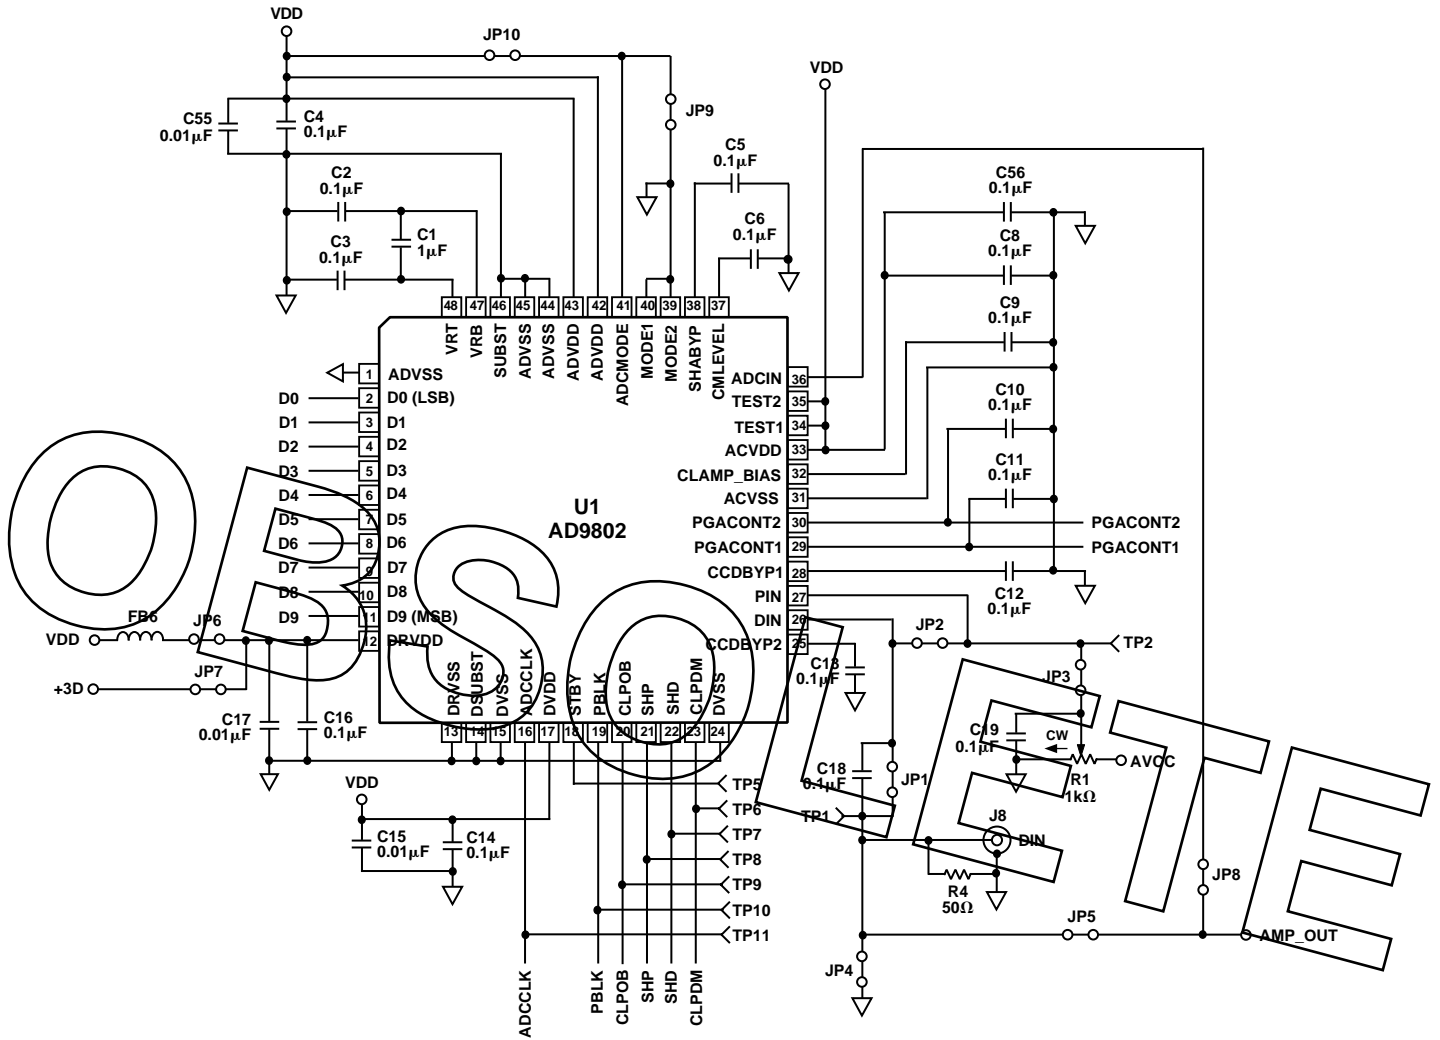 VDD
JP10
VDD
C55
0.01µF
C4
0.1µF
JP9
C5
0.1µF
C2
0.1µF
C56
0.1µF
C6
0.1µF
C3
0.1µF
C1
1µF
C8
0.1µF
C9
0.1µF
48 47 46 45 44 43 42 41 40 39 38 37
VRT
VRB
SUBST
ADVSS
ADVSS
ADVDD
ADVDD
ADCMODE
MODE1
MODE2
SHABYP
CMLEVEL
1 ADVSS
D0 2 D0 (LSB)
D1 3 D1
D2 4 D2
D3 5 D3
D4 6 D4
D5 7 D5
D6 8 D6
D7 9 D7
D8 10 D8
D9 11 D9 (MSB)
12 DRVDD
U1
AD9802
ADCIN 36
TEST2 35
TEST1 34
ACVDD 33
CLAMP_BIAS 32
ACVSS 31
PGACONT2 30 PGACONT2
PGACONT1 29 PGACONT1
CCDBYP1 28
PIN 27
DIN 26
CCDBYP2 25
C10
0.1µF
C11
0.1µF
C12
0.1µF
VDD
FB6
JP6
+3D
JP7
C17
0.01µF
C16
0.1µF
DRVSS
DSUBST
DVSS
ADCCLK
DVDD
STBY
PBLK
CLPOB
SHP
SHD
CLPDM
DVSS
13 14 15 16 17 18 19 20 21 22 23 24
C13
0.1µF
JP2
TP2
JP3
C19
0.1µF
CW
AVCC
R1
1kΩ
C18
0.1µF
JP1
TP1
J8
DIN
R4
50Ω
JP8
JP5
AMP_OUT
JP4
VDD
C15
0.01µF
C14
0.1µF
TP5
TP6
TP7
TP8
TP9
TP10
TP11
ADCCLK
PBLK
CLPOB
SHP
SHD
CLPDM
OBSOLETE